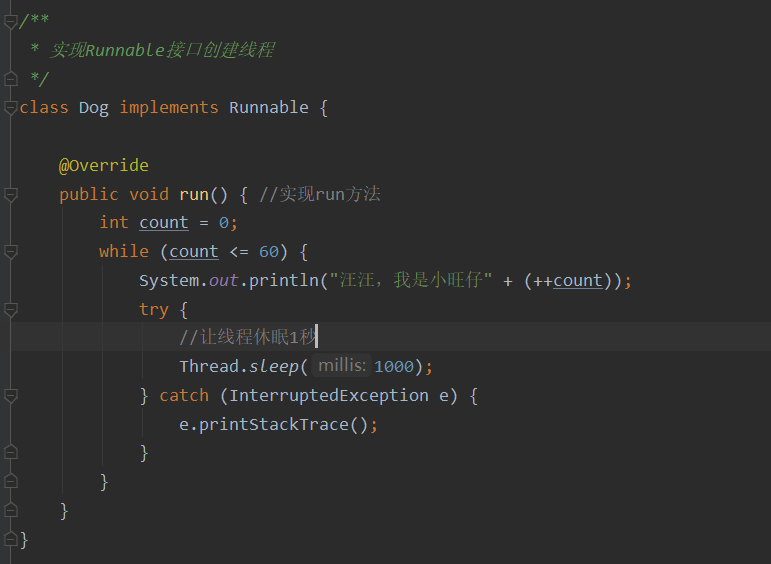 /**
 * 实现Runnable接口创建线程
 */
class Dog implements Runnable {

    @Override
    public void run() { //实现run方法
        int count = 0;
        while (count <= 60) {
            System.out.println("汪汪，我是小旺仔" + (++count));
            try {
                //让线程休眠1秒
                Thread.sleep( millis: 1000);
            } catch (InterruptedException e) {
                e.printStackTrace();
            }
        }
    }
}